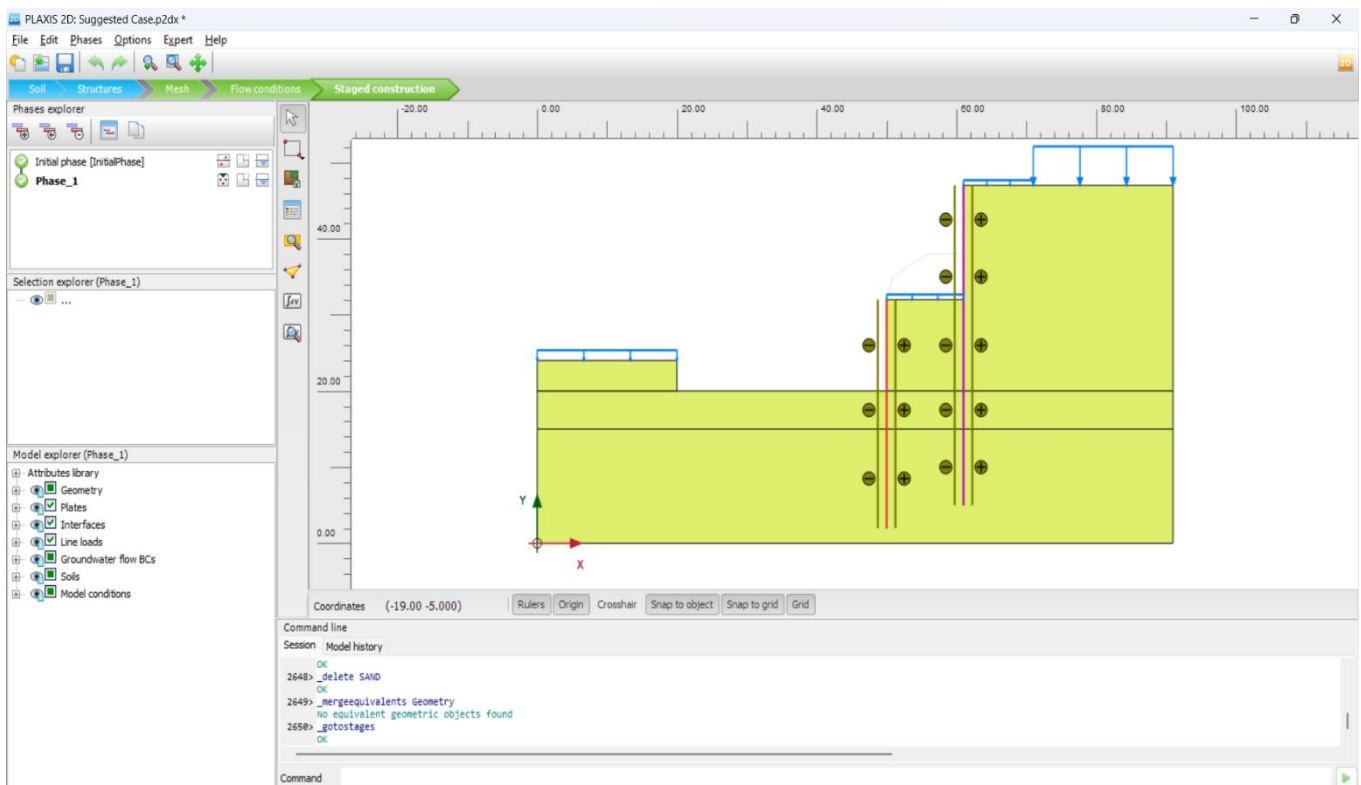 PLAXIS 2D: Suggested Case.p2dx *
File Edit Phases Options Expert Help
Soil Structures Mesh Flow conditions Staged construction
Phases explorer
Initial phase [InitialPhase]
Phase_1
Selection explorer (Phase_1)
...
Model explorer (Phase_1)
Attributes library
Geometry
Plates
Interfaces
Line loads
Groundwater flow BCs
Soils
Model conditions
-20.00 0.00 20.00 40.00 60.00 80.00 100.00
40.00
20.00
0.00
Y
X
Coordinates (-19.00 -5.000) Rulers Origin Crosshair Snap to object Snap to grid Grid
Command line
Session Model history
OK
2648> _delete SAND
OK
2649> _mergeequivalents Geometry
No equivalent geometric objects found
2650> _gotostages
OK
Command